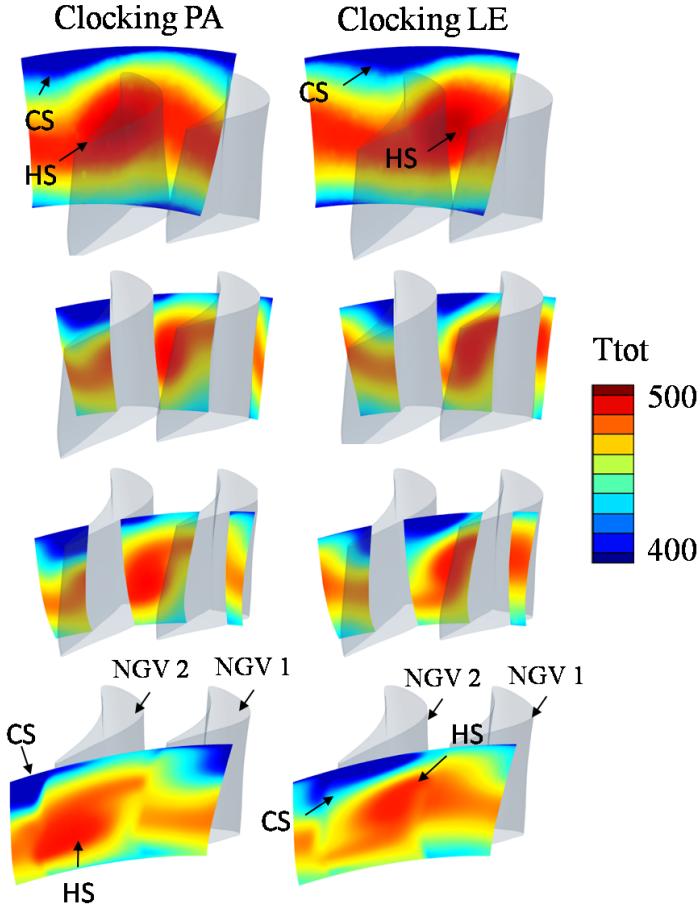 Clocking PA
Clocking LE
CS
HS
CS
HS
Ttot
500
400
NGV 2
NGV 1
CS
HS
NGV 2
NGV 1
HS
CS